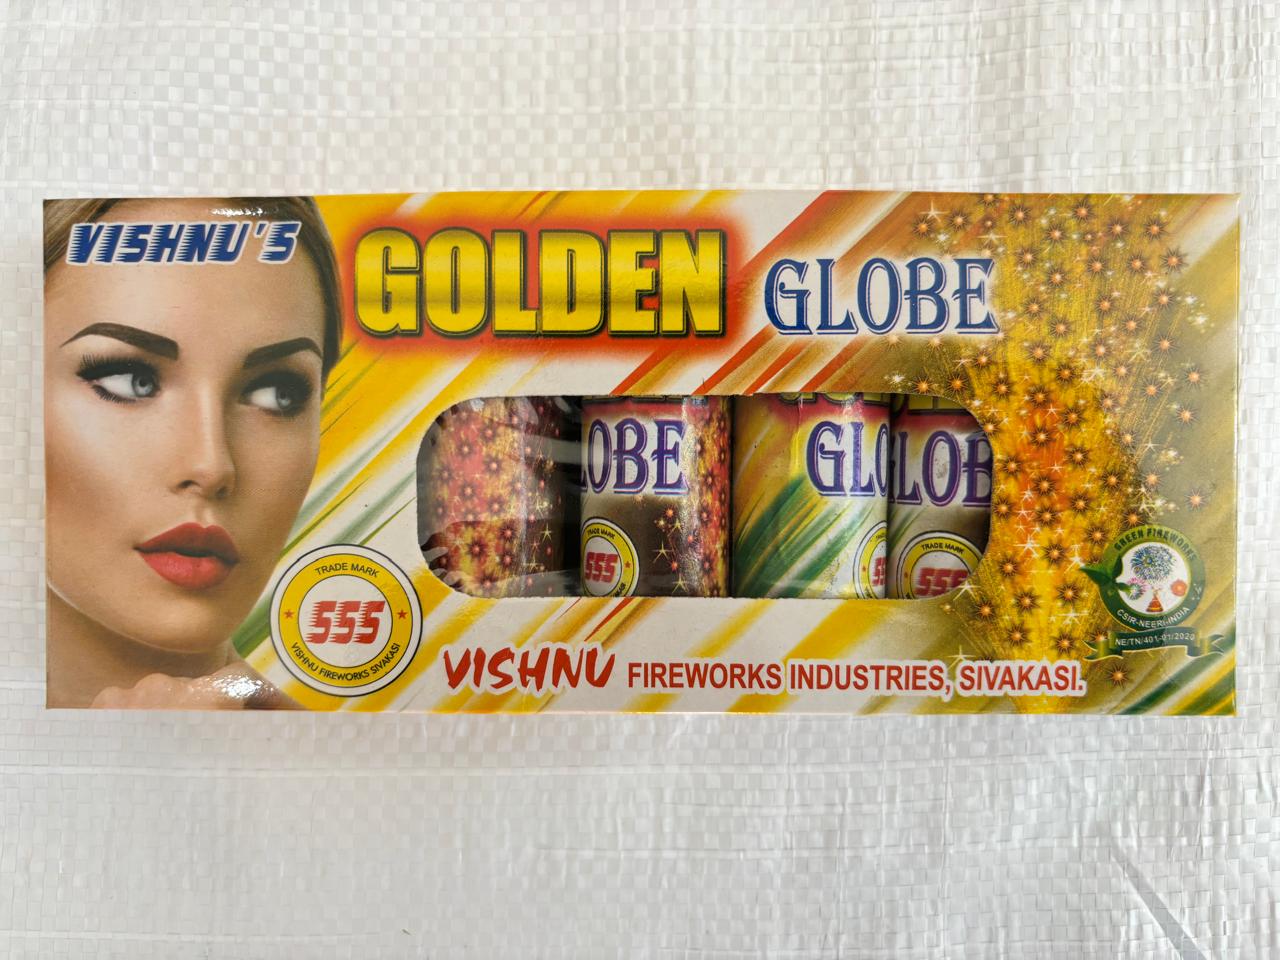 VISHNU'S
GOLDEN
GLOBE
LOBE
GLO
GLOB
TRADE MARK
555
TRADE MARK
555
TRADE MARK
555
VISHNU FIREWORKS SIVAKASI
VISHNU FIREWORKS INDUSTRIES, SIVAKASI.
GREEN FIREWORKS
CSIR-NEERI-INDIA
NE/TN/401-01/2020